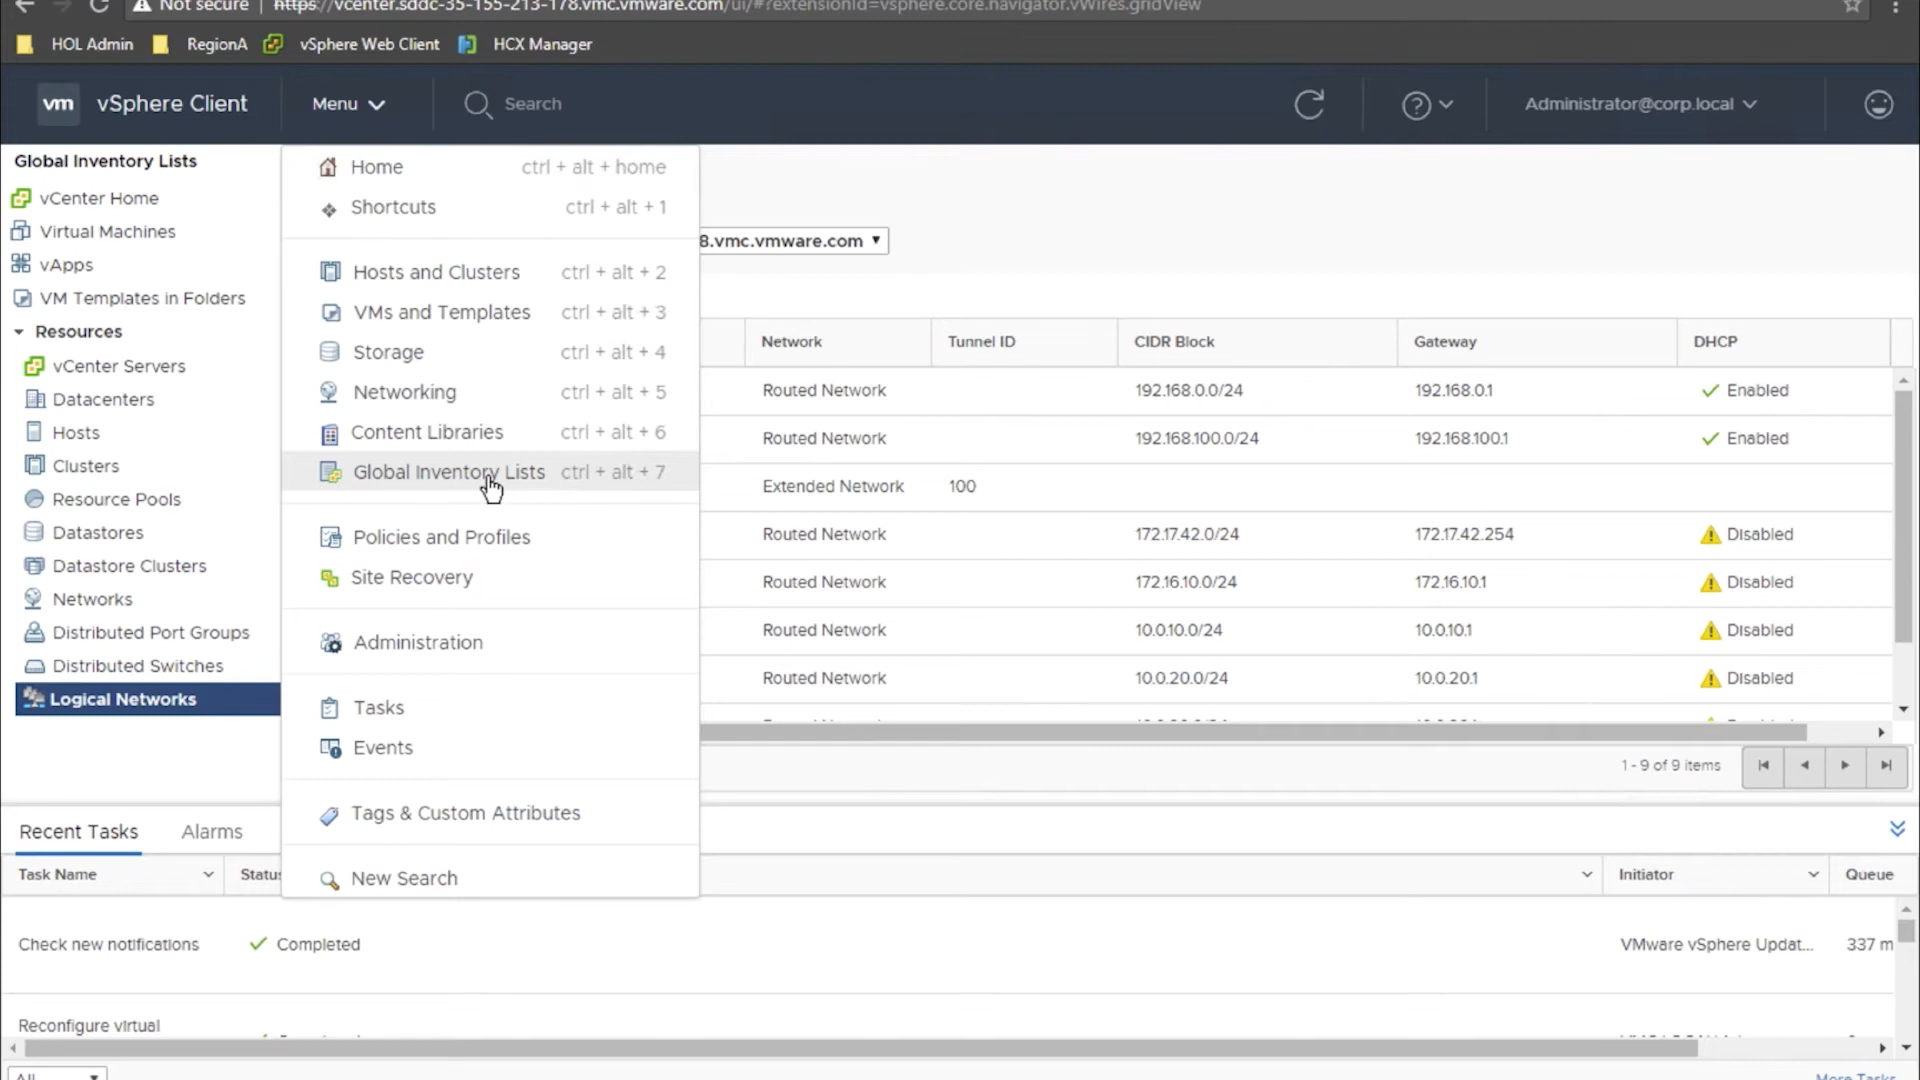 Not secure https://vcenter.sddc-35-155-213-178.vmc.vmware.com/ui/#?extensionId=vsphere.core.navigator.vWires.gridView
HOL Admin RegionA vSphere Web Client HCX Manager
vm vSphere Client Menu Search Administrator@corp.local
Global Inventory Lists
vCenter Home
Virtual Machines
vApps
VM Templates in Folders
Resources
vCenter Servers
Datacenters
Hosts
Clusters
Resource Pools
Datastores
Datastore Clusters
Networks
Distributed Port Groups
Distributed Switches
Logical Networks
Home ctrl + alt + home
Shortcuts ctrl + alt + 1
Hosts and Clusters ctrl + alt + 2
VMs and Templates ctrl + alt + 3
Storage ctrl + alt + 4
Networking ctrl + alt + 5
Content Libraries ctrl + alt + 6
Global Inventory Lists ctrl + alt + 7
Policies and Profiles
Site Recovery
Administration
Tasks
Events
Tags & Custom Attributes
New Search
8.vmc.vmware.com
Network Tunnel ID CIDR Block Gateway DHCP
Routed Network 192.168.0.0/24 192.168.0.1 Enabled
Routed Network 192.168.100.0/24 192.168.100.1 Enabled
Extended Network 100
Routed Network 172.17.42.0/24 172.17.42.254 Disabled
Routed Network 172.16.10.0/24 172.16.10.1 Disabled
Routed Network 10.0.10.0/24 10.0.10.1 Disabled
Routed Network 10.0.20.0/24 10.0.20.1 Disabled
1 - 9 of 9 items
Recent Tasks Alarms
Task Name Status Initiator Queue
Check new notifications Completed VMware vSphere Updat... 337 m
Reconfigure virtual
All More Tasks